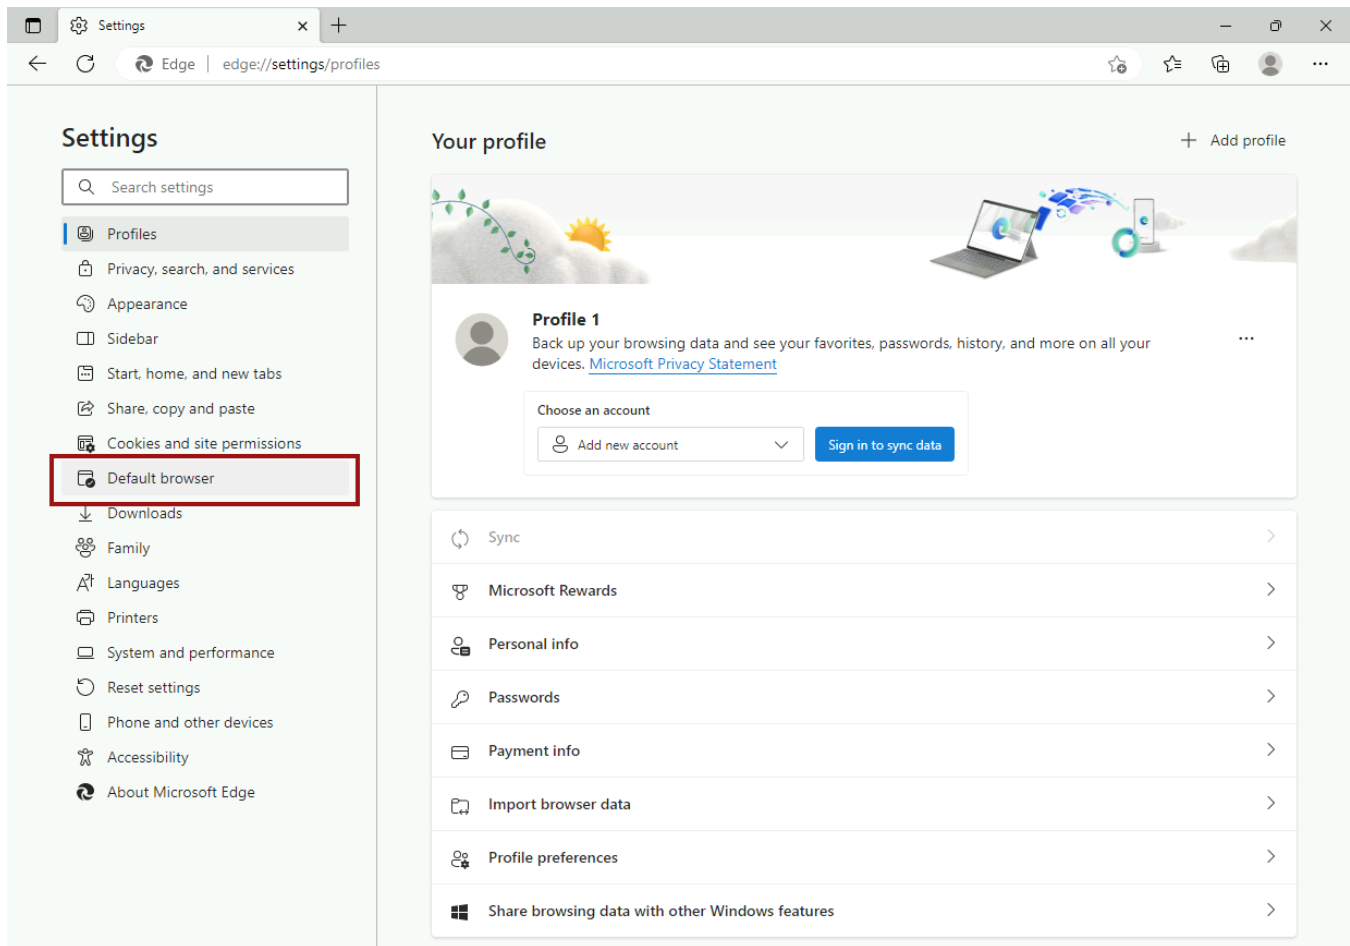 Settings
Edge
edge://settings/profiles
Settings
Search settings
Profiles
Privacy, search, and services
Appearance
Sidebar
Start, home, and new tabs
Share, copy and paste
Cookies and site permissions
Default browser
Downloads
Family
Languages
Printers
System and performance
Reset settings
Phone and other devices
Accessibility
About Microsoft Edge
Your profile
Add profile
Profile 1
Back up your browsing data and see your favorites, passwords, history, and more on all your
devices. Microsoft Privacy Statement
Choose an account
Add new account
Sign in to sync data
Sync
Microsoft Rewards
Personal info
Passwords
Payment info
Import browser data
Profile preferences
Share browsing data with other Windows features